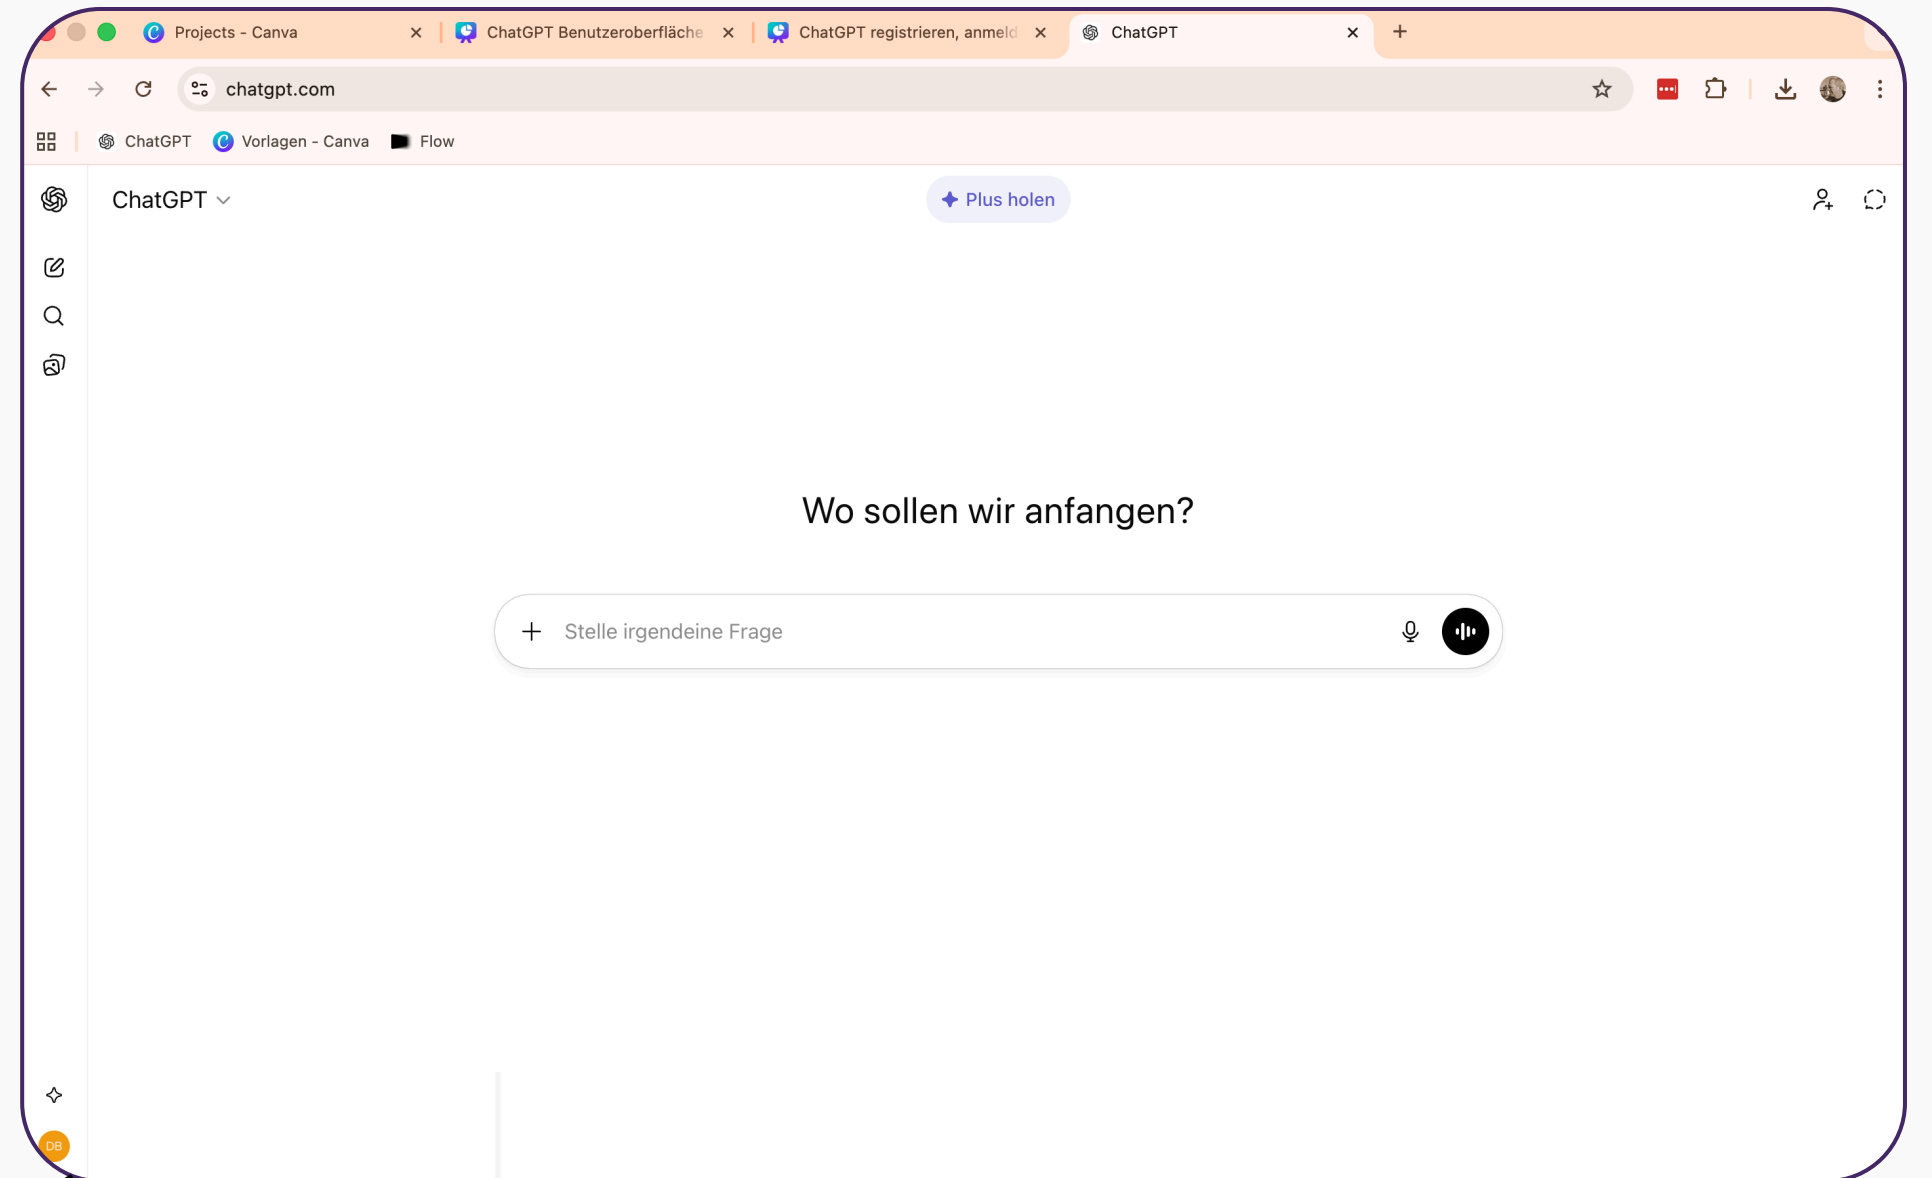 Projects - Canva
ChatGPT Benutzeroberfläche
ChatGPT registrieren, anmeld
ChatGPT
chatgpt.com
ChatGPT
Vorlagen - Canva
Flow
ChatGPT
Plus holen
Wo sollen wir anfangen?
Stelle irgendeine Frage
DB